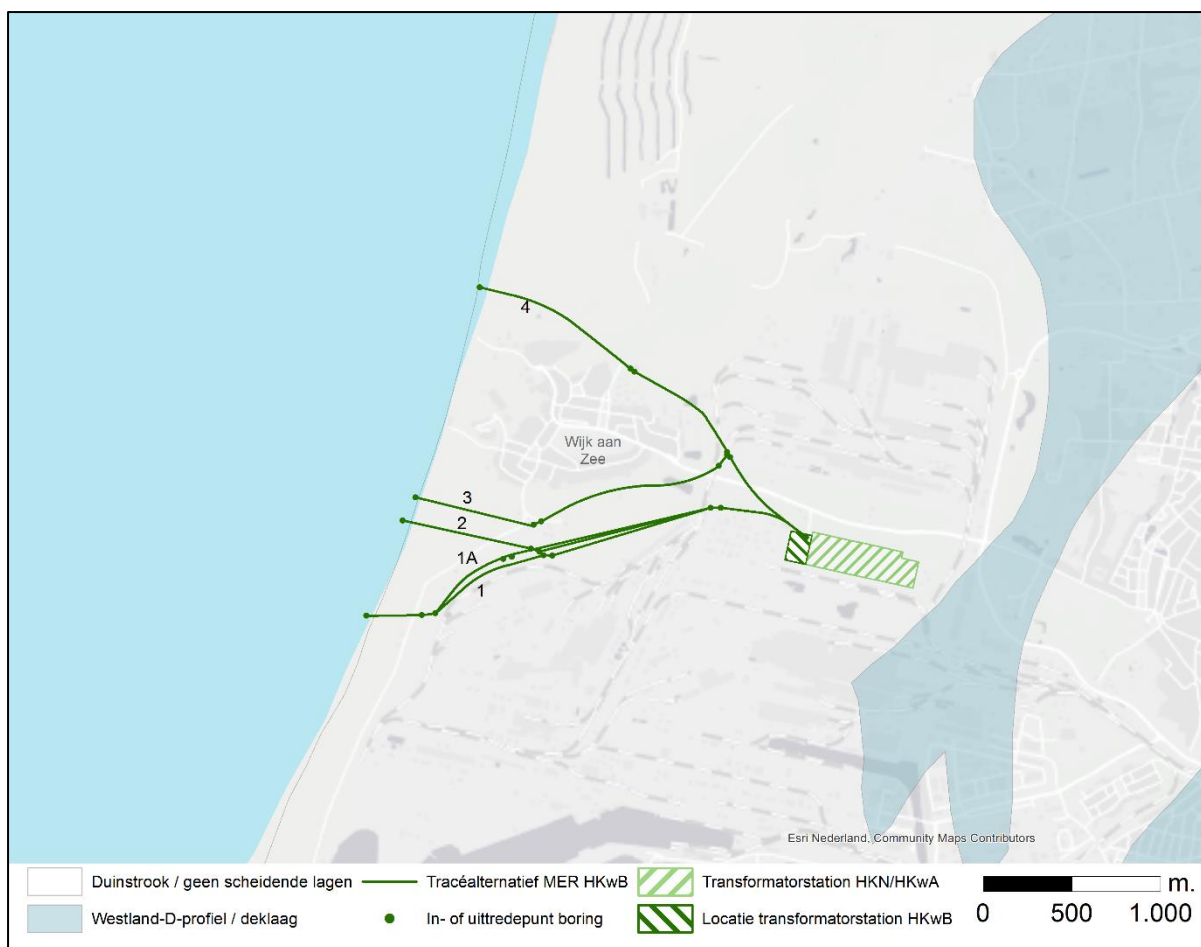 4
Wijk aan
Zee
3
2
1A
1
Esri Nederland, Community Maps Contributors
Duinstrook / geen scheidende lagen
Tracéalternatief MER HKwB
Transformatorstation HKN/HKwA
m.
Westland-D-profiel / deklaag
In- of uittredepunt boring
Locatie transformatorstation HKwB
0 500 1.000